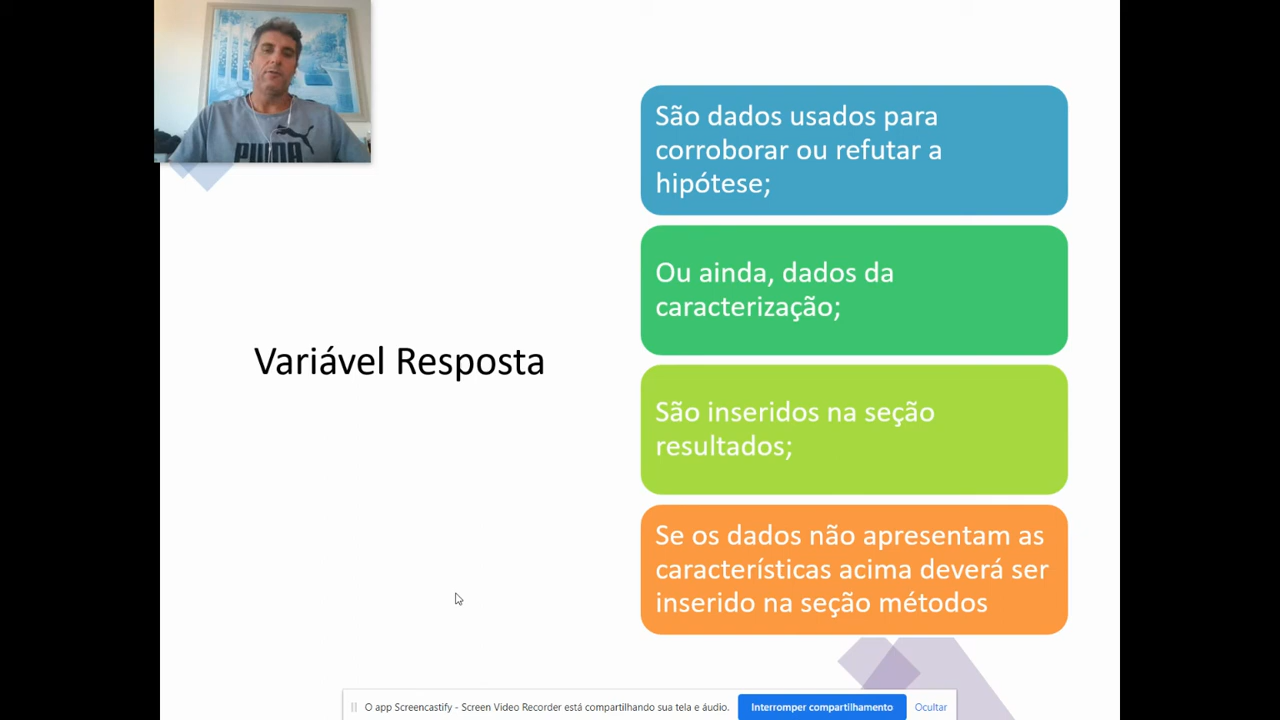 PUMA
São dados usados para
corroborar ou refutar a
hipótese;
Ou ainda, dados da
caracterização;
Variável Resposta
São inseridos na seção
resultados;
Se os dados não apresentam as
características acima deverá ser
inserido na seção métodos
O app Screencastify - Screen Video Recorder está compartilhando sua tela e áudio.
Interromper compartilhamento
Ocultar